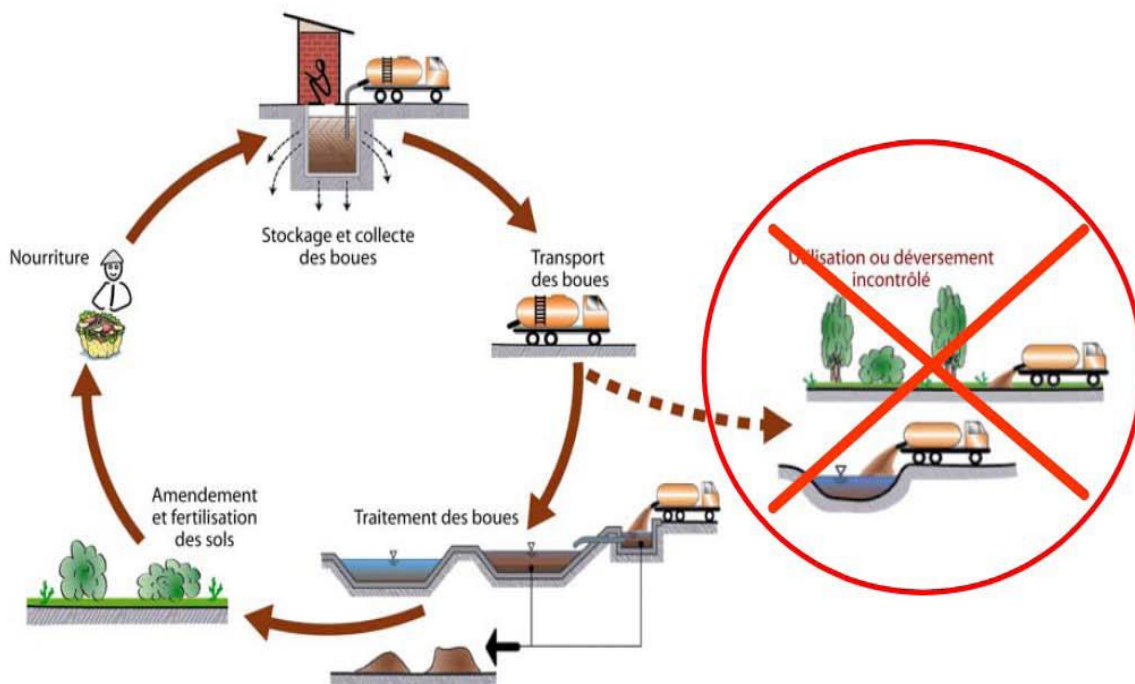 Stockage et collecte
des boues
Nourriture
Transport
des boues
Utilisation ou déversement
incontrôlé
Amendement
et fertilisation
des sols
Traitement des boues